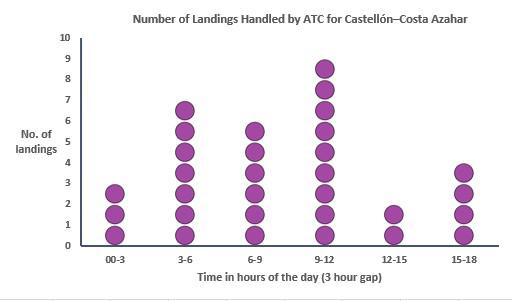 Number of Landings Handled by ATC for Castellón–Costa Azahar
10
9
8
7
6
5
4
3
2
1
0
No. of
landings
00-3 3-6 6-9 9-12 12-15 15-18
Time in hours of the day (3 hour gap)